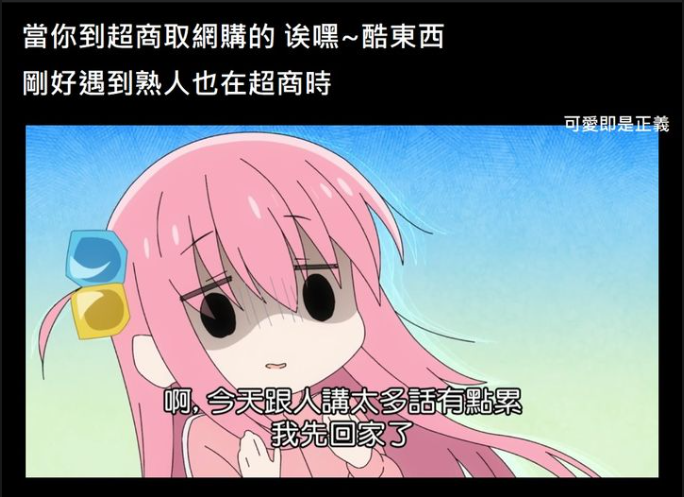 當你到超商取網購的 诶嘿~酷東西
剛好遇到熟人也在超商時
可愛即是正義
啊, 今天跟人講太多話有點累
我先回家了